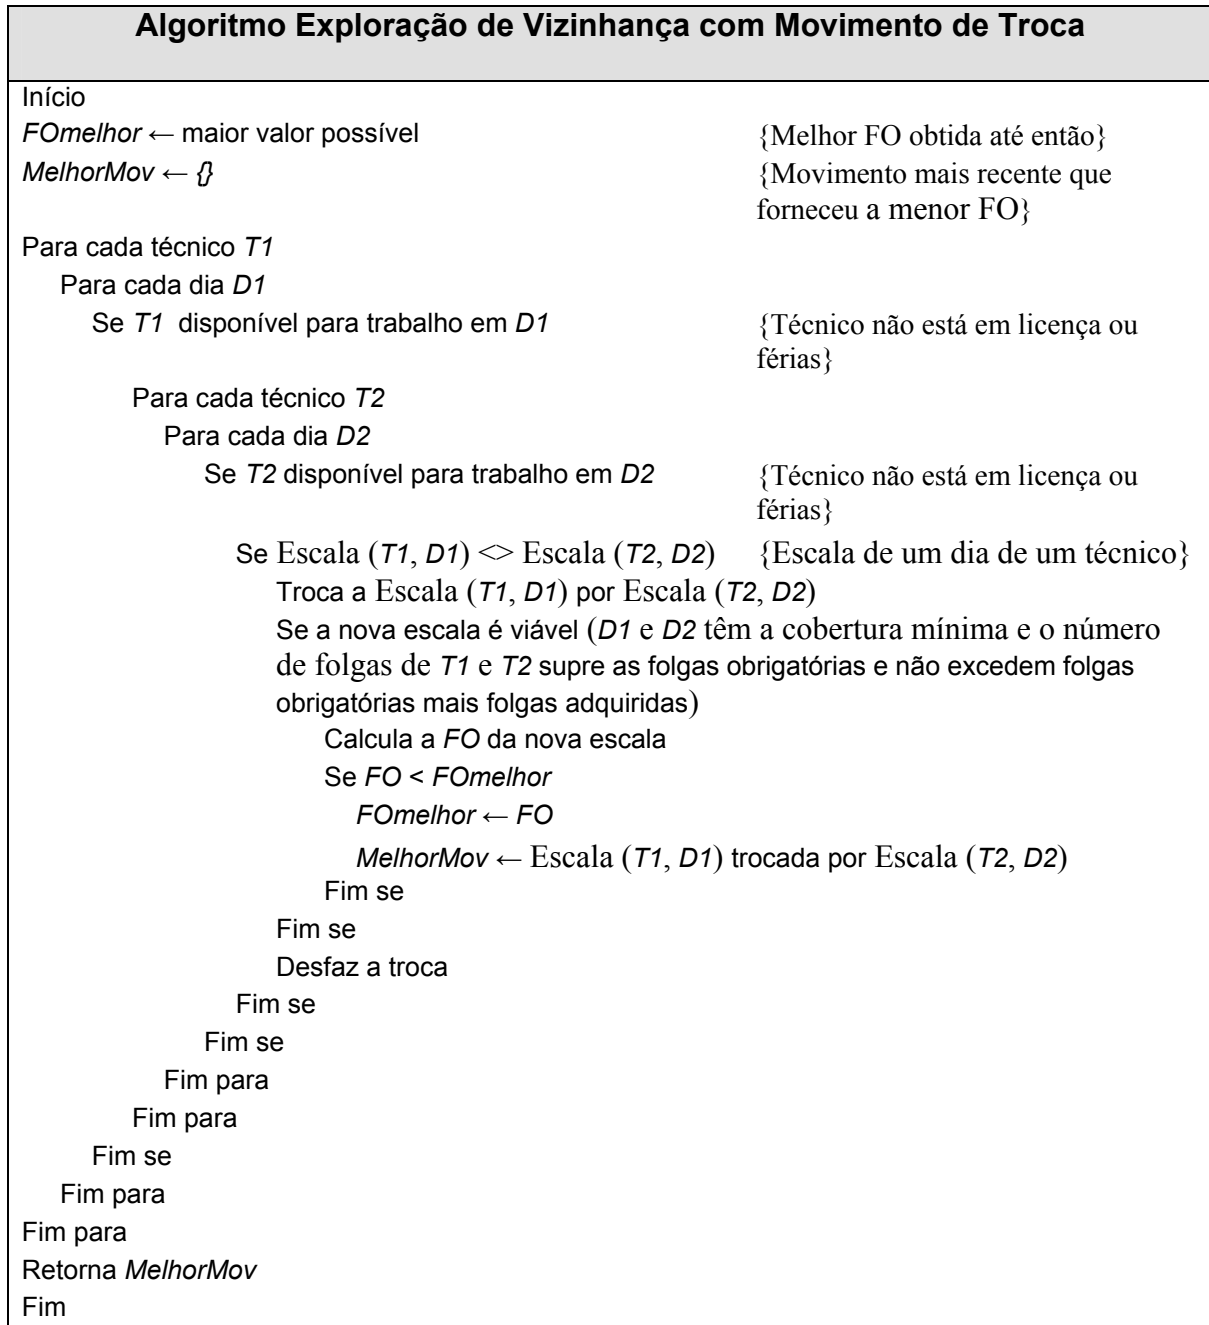 Algoritmo Exploração de Vizinhança com Movimento de Troca
Início
FOmelhor ← maior valor possível {Melhor FO obtida até então}
MelhorMov ← {} {Movimento mais recente que
forneceu a menor FO}
Para cada técnico T1
Para cada dia D1
Se T1 disponível para trabalho em D1 {Técnico não está em licença ou
férias}
Para cada técnico T2
Para cada dia D2
Se T2 disponível para trabalho em D2 {Técnico não está em licença ou
férias}
Se Escala (T1, D1) <> Escala (T2, D2) {Escala de um dia de um técnico}
Troca a Escala (T1, D1) por Escala (T2, D2)
Se a nova escala é viável (D1 e D2 têm a cobertura mínima e o número
de folgas de T1 e T2 supre as folgas obrigatórias e não excedem folgas
obrigatórias mais folgas adquiridas)
Calcula a FO da nova escala
Se FO < FOmelhor
FOmelhor ← FO
MelhorMov ← Escala (T1, D1) trocada por Escala (T2, D2)
Fim se
Fim se
Desfaz a troca
Fim se
Fim se
Fim para
Fim para
Fim se
Fim para
Fim para
Retorna MelhorMov
Fim